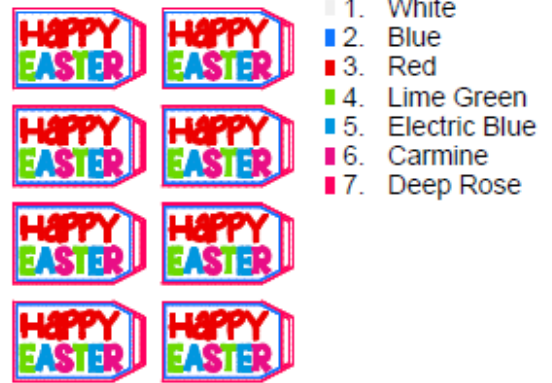 HAPPY
EASTER
HAPPY
EASTER
HAPPY
EASTER
HAPPY
EASTER
HAPPY
EASTER
HAPPY
EASTER
HAPPY
EASTER
HAPPY
EASTER
1. White
2. Blue
3. Red
4. Lime Green
5. Electric Blue
6. Carmine
7. Deep Rose